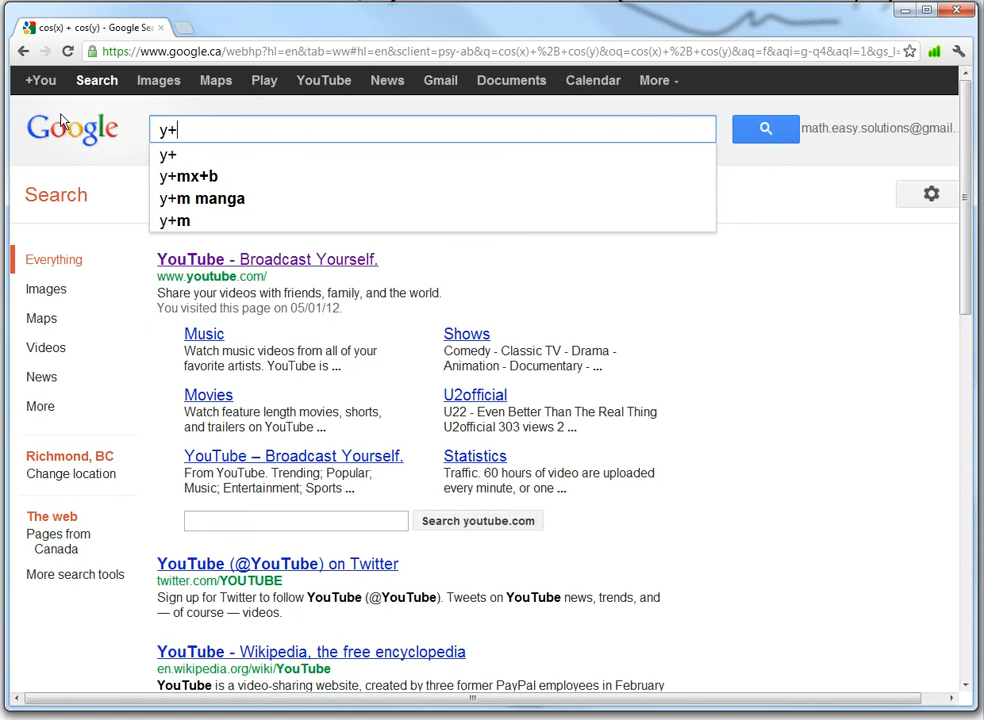 cos(x) + cos(y) - Google Sea
https://www.google.ca/webhp?hl=en&tab=ww#hl=en&sclient=psy-ab&q=cos(x)+%2B+cos(y)&oq=cos(x)+%2B+cos(y)&aq=f&aqi=g-q4&aql=1&gs_l=
+You Search Images Maps Play YouTube News Gmail Documents Calendar More
Google
y+
math.easy.solutions@gmail...
y+
y+mx+b
y+m manga
y+m
Search
Everything
Images
Maps
Videos
News
More
Richmond, BC
Change location
The web
Pages from
Canada
More search tools
YouTube - Broadcast Yourself.
www.youtube.com/
Share your videos with friends, family, and the world.
You visited this page on 05/01/12.
Music
Watch music videos from all of your
favorite artists. YouTube is ...
Shows
Comedy - Classic TV - Drama -
Animation - Documentary - ...
Movies
Watch feature length movies, shorts,
and trailers on YouTube ...
U2official
U22 - Even Better Than The Real Thing
U2official 303 views 2 ...
YouTube – Broadcast Yourself.
From YouTube. Trending; Popular;
Music; Entertainment; Sports ...
Statistics
Traffic. 60 hours of video are uploaded
every minute, or one ...
Search youtube.com
YouTube (@YouTube) on Twitter
twitter.com/YOUTUBE
Sign up for Twitter to follow YouTube (@YouTube). Tweets on YouTube news, trends, and
— of course — videos.
YouTube - Wikipedia, the free encyclopedia
en.wikipedia.org/wiki/YouTube
YouTube is a video-sharing website, created by three former PayPal employees in February